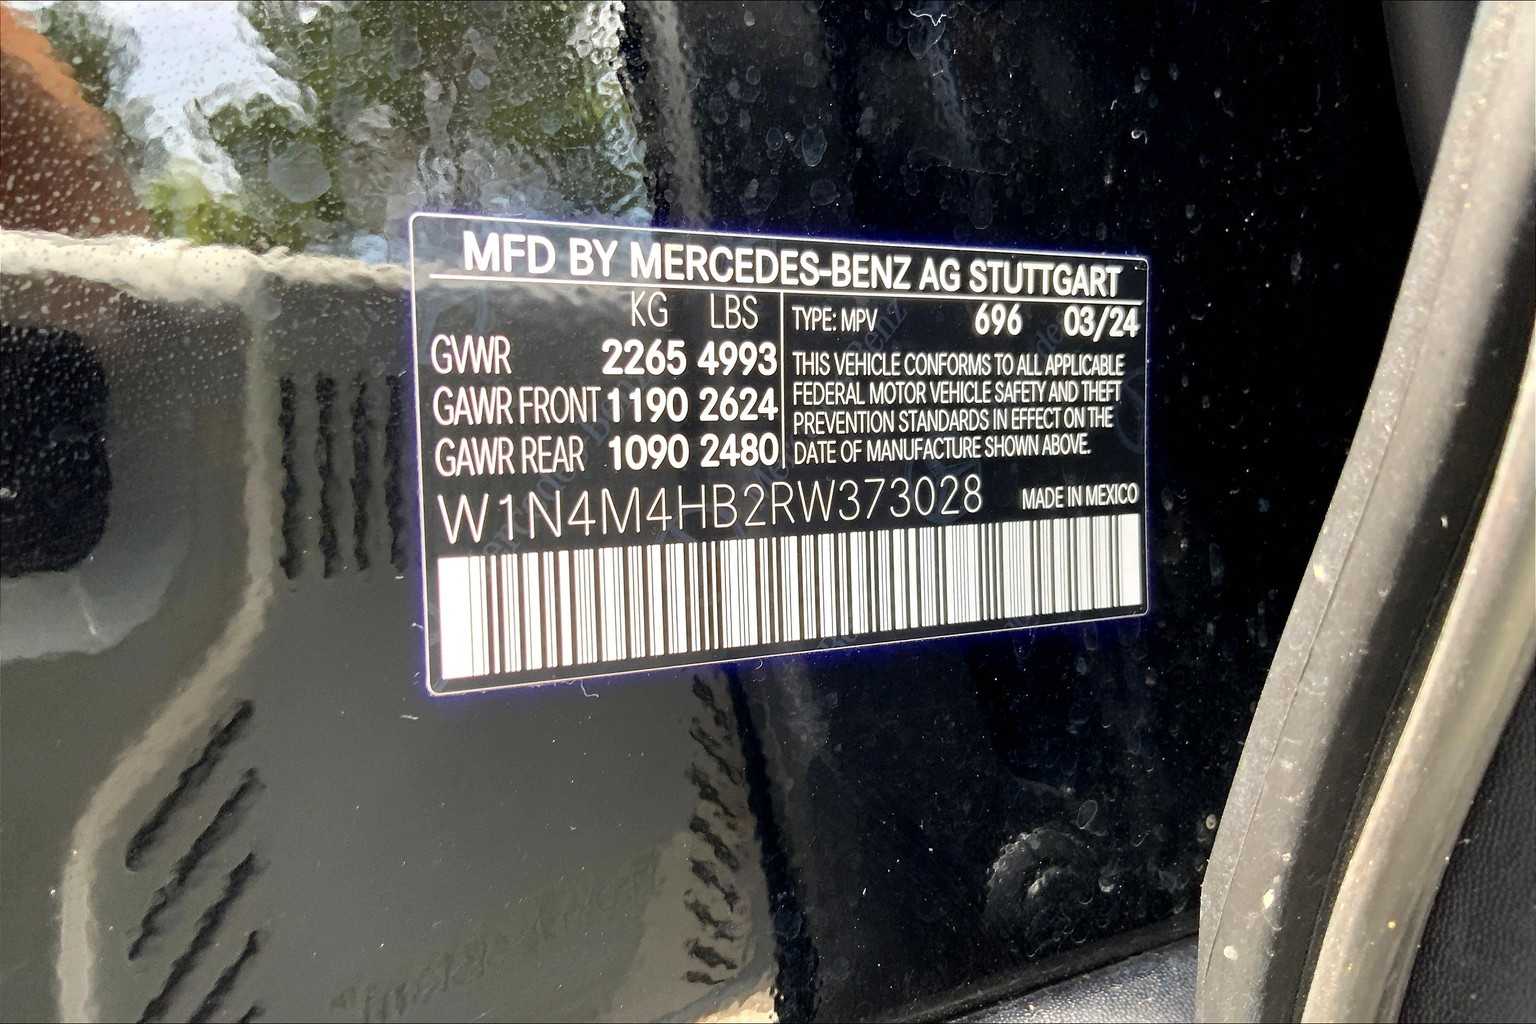 MFD BY MERCEDES-BENZ AG STUTTGART
KG LBS
GVWR 2265 4993
GAWR FRONT 1190 2624
GAWR REAR 1090 2480
TYPE: MPV 696 03/24
THIS VEHICLE CONFORMS TO ALL APPLICABLE
FEDERAL MOTOR VEHICLE SAFETY AND THEFT
PREVENTION STANDARDS IN EFFECT ON THE
DATE OF MANUFACTURE SHOWN ABOVE.
W1N4M4HB2RW373028 MADE IN MEXICO